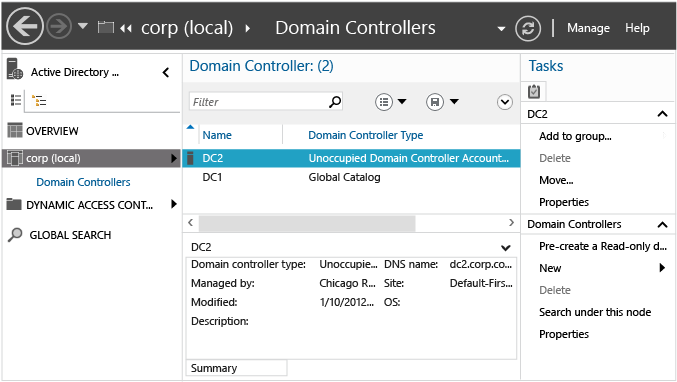 corp (local) Domain Controllers Manage Help
Active Directory ...
OVERVIEW
corp (local)
Domain Controllers
DYNAMIC ACCESS CONT...
GLOBAL SEARCH
Domain Controller: (2)
Filter
Name Domain Controller Type
DC2 Unoccupied Domain Controller Account...
DC1 Global Catalog
DC2
Domain controller type: Unoccupie... DNS name: dc2.corp.co...
Managed by: Chicago R... Site: Default-Firs...
Modified: 1/10/2012... OS:
Description:
Summary
Tasks
DC2
Add to group...
Delete
Move...
Properties
Domain Controllers
Pre-create a Read-only d...
New
Delete
Search under this node
Properties